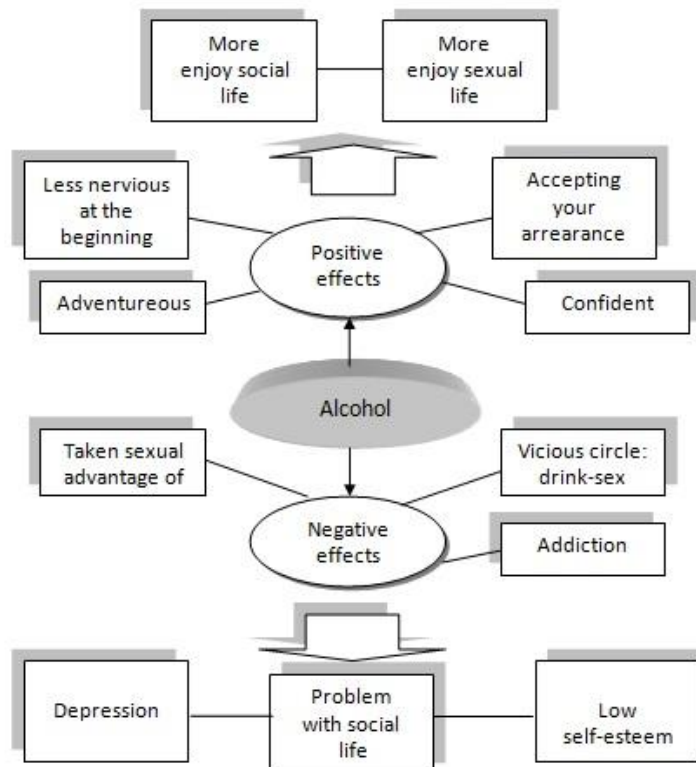 More
enjoy social
life
More
enjoy sexual
life
Less nervious
at the
beginning
Accepting
your
arrearance
Positive
effects
Adventureous
Confident
Alcohol
Taken sexual
advantage of
Vicious circle:
drink-sex
Negative
effects
Addiction
Depression
Problem
with social
life
Low
self-esteem